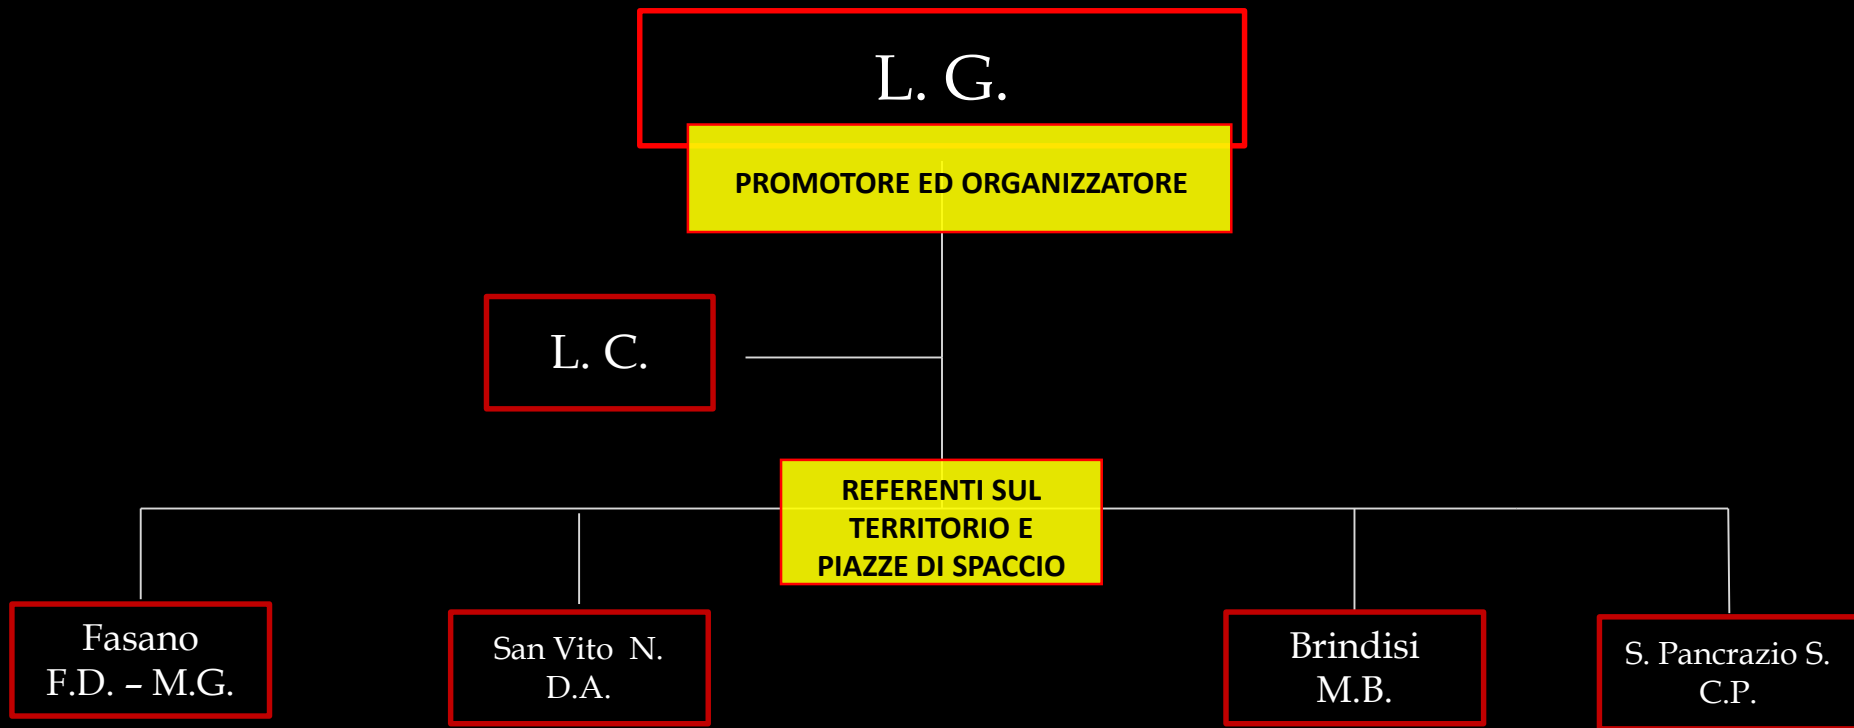 L. G.
PROMOTORE ED ORGANIZZATORE
L. C.
REFERENTI SUL
TERRITORIO E
PIAZZE DI SPACCIO
Fasano
F.D. – M.G.
San Vito N.
D.A.
Brindisi
M.B.
S. Pancrazio S.
C.P.